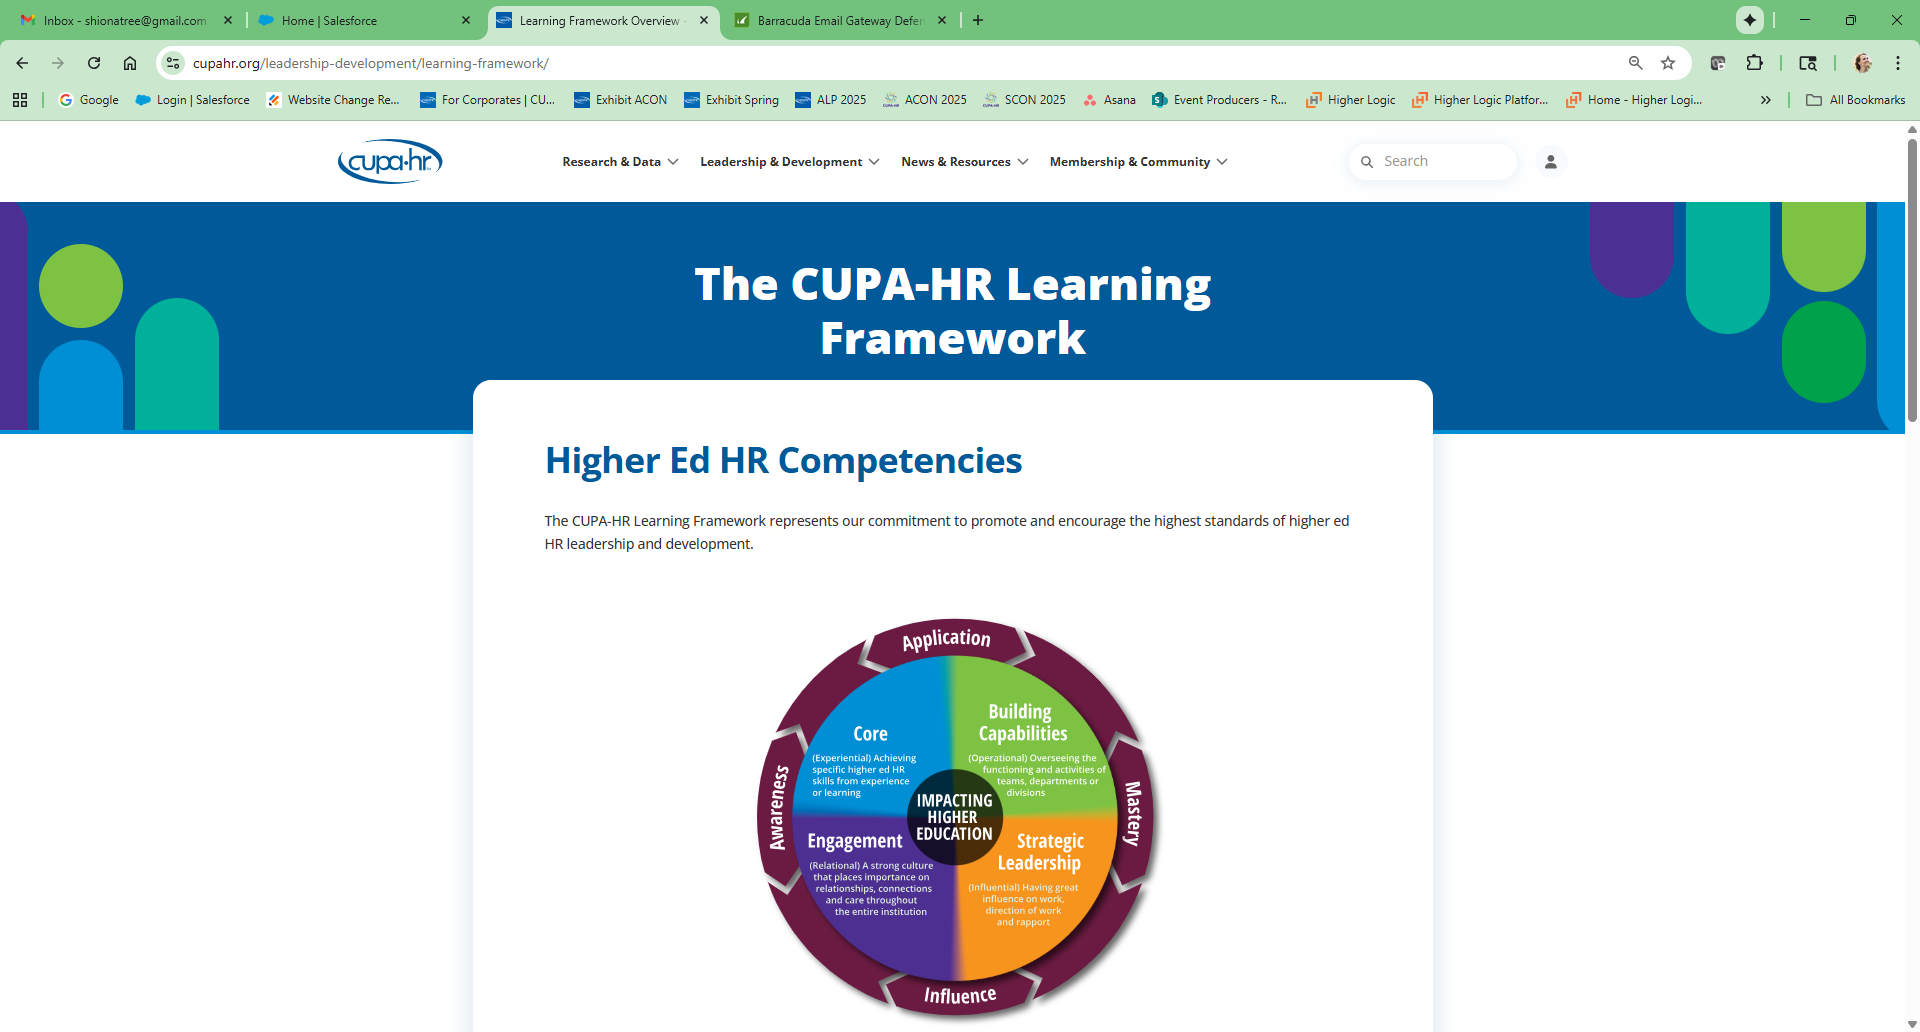 Inbox - shionatree@gmail.com
Home | Salesforce
Learning Framework Overview -
Barracuda Email Gateway Defen
cupahr.org/leadership-development/learning-framework/
Google
Login | Salesforce
Website Change Re...
For Corporates | CU...
Exhibit ACON
Exhibit Spring
ALP 2025
ACON 2025
SCON 2025
Asana
Event Producers - R...
Higher Logic
Higher Logic Platfor...
Home - Higher Logi...
All Bookmarks
cupa-hr
Research & Data
Leadership & Development
News & Resources
Membership & Community
Search
The CUPA-HR Learning
Framework
Higher Ed HR Competencies
The CUPA-HR Learning Framework represents our commitment to promote and encourage the highest standards of higher ed
HR leadership and development.
Application
Awareness
Mastery
Influence
Core
(Experiential) Achieving
specific higher ed HR
skills from experience
or learning
Building
Capabilities
(Operational) Overseeing the
functioning and activities of
teams, departments or
divisions
IMPACTING
HIGHER
EDUCATION
Engagement
(Relational) A strong culture
that places importance on
relationships, connections
and care throughout
the entire institution
Strategic
Leadership
(Influential) Having great
influence on work,
direction of work
and rapport